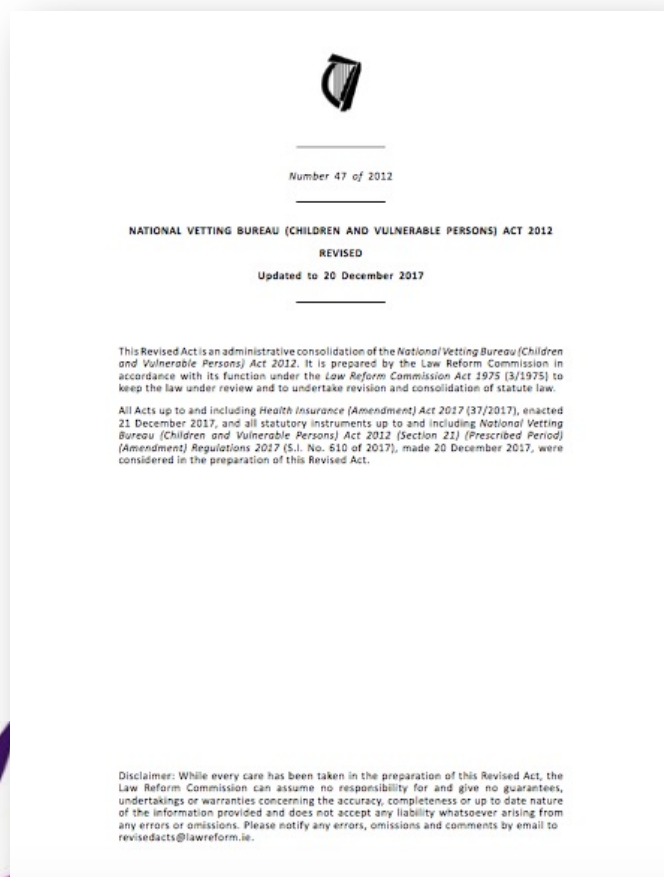 Number 47 of 2012
NATIONAL VETTING BUREAU (CHILDREN AND VULNERABLE PERSONS) ACT 2012
REVISED
Updated to 20 December 2017
This Revised Act is an administrative consolidation of the National Vetting Bureau (Children
and Vulnerable Persons) Act 2012. It is prepared by the Law Reform Commission in
accordance with its function under the Law Reform Commission Act 1975 (3/1975) to
keep the law under review and to undertake revision and consolidation of statute law.
All Acts up to and including Health Insurance (Amendment) Act 2017 (37/2017), enacted
21 December 2017, and all statutory instruments up to and including National Vetting
Bureau (Children and Vulnerable Persons) Act 2012 (Section 21) (Prescribed Period)
(Amendment) Regulations 2017 (S.I. No. 610 of 2017), made 20 December 2017, were
considered in the preparation of this Revised Act.
Disclaimer: While every care has been taken in the preparation of this Revised Act, the
Law Reform Commission can assume no responsibility for and give no guarantees,
undertakings or warranties concerning the accuracy, completeness or up to date nature
of the information provided and does not accept any liability whatsoever arising from
any errors or omissions. Please notify any errors, omissions and comments by email to
revisedacts@lawreform.ie.